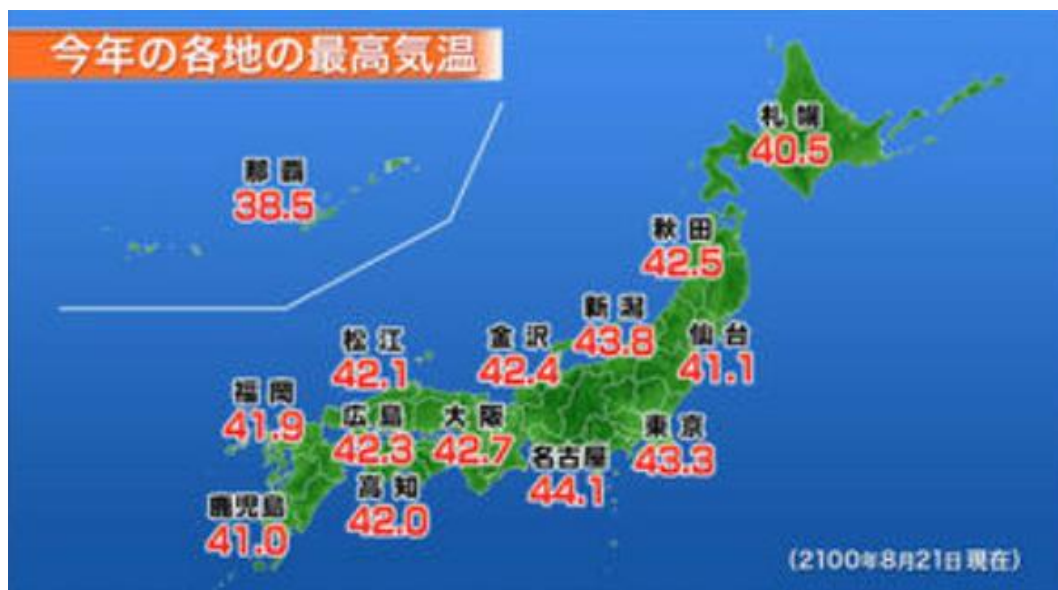 今年の各地の最高気温
札幌
40.5
那覇
38.5
秋田
42.5
新潟
43.8
金沢
42.4
仙台
41.1
松江
42.1
福岡
41.9
広島
42.3
大阪
42.7
東京
43.3
名古屋
44.1
高知
42.0
鹿児島
41.0
(2100年8月21日現在)